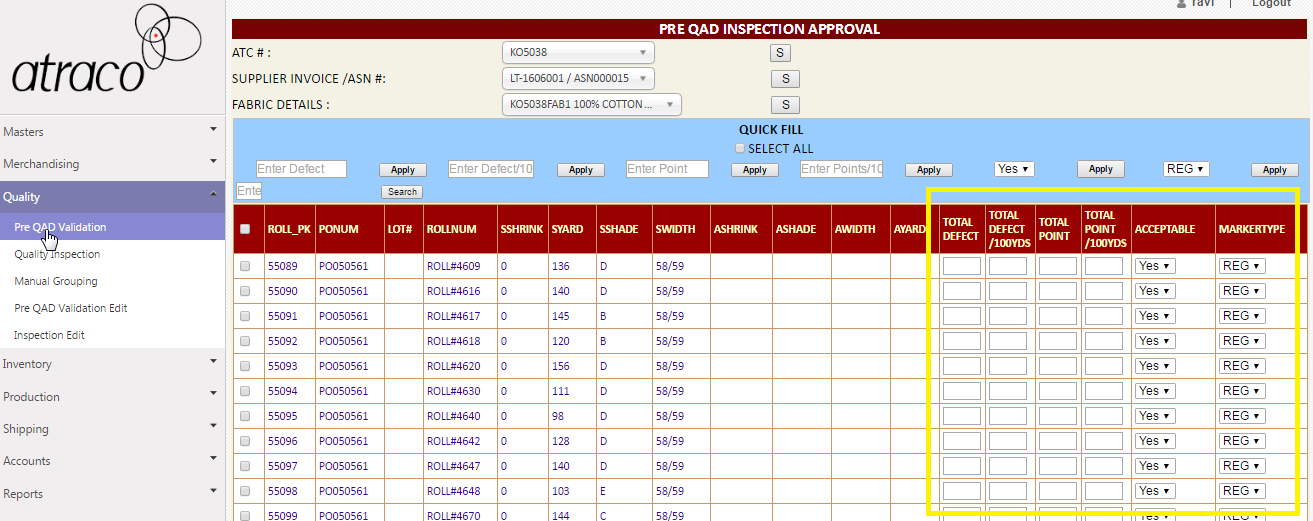 ravi | Logout
atraco
Masters
Merchandising
Quality
Pre QAD Validation
Quality Inspection
Manual Grouping
Pre QAD Validation Edit
Inspection Edit
Inventory
Production
Shipping
Accounts
Reports
PRE QAD INSPECTION APPROVAL
ATC # : KO5038 S
SUPPLIER INVOICE /ASN #: LT-1606001 / ASN000015 S
FABRIC DETAILS : KO5038FAB1 100% COTTON ... S
QUICK FILL
SELECT ALL
Enter Defect Apply Enter Defect/10 Apply Enter Point Apply Enter Points/10 Apply Yes Apply REG Apply
Ente Search
ROLL_PK PONUM LOT# ROLLNUM SSHRINK SYARD SSHADE SWIDTH ASHRINK ASHADE AWIDTH AYARD TOTAL DEFECT TOTAL DEFECT /100YDS TOTAL POINT TOTAL POINT /100YDS ACCEPTABLE MARKERTYPE
55089 PO050561 ROLL#4609 0 136 D 58/59 Yes REG
55090 PO050561 ROLL#4616 0 140 D 58/59 Yes REG
55091 PO050561 ROLL#4617 0 145 B 58/59 Yes REG
55092 PO050561 ROLL#4618 0 120 B 58/59 Yes REG
55093 PO050561 ROLL#4620 0 156 D 58/59 Yes REG
55094 PO050561 ROLL#4630 0 111 D 58/59 Yes REG
55095 PO050561 ROLL#4640 0 98 D 58/59 Yes REG
55096 PO050561 ROLL#4642 0 128 D 58/59 Yes REG
55097 PO050561 ROLL#4647 0 140 D 58/59 Yes REG
55098 PO050561 ROLL#4648 0 103 E 58/59 Yes REG
55099 PO050561 ROLL#4670 0 144 C 58/59 Yes REG